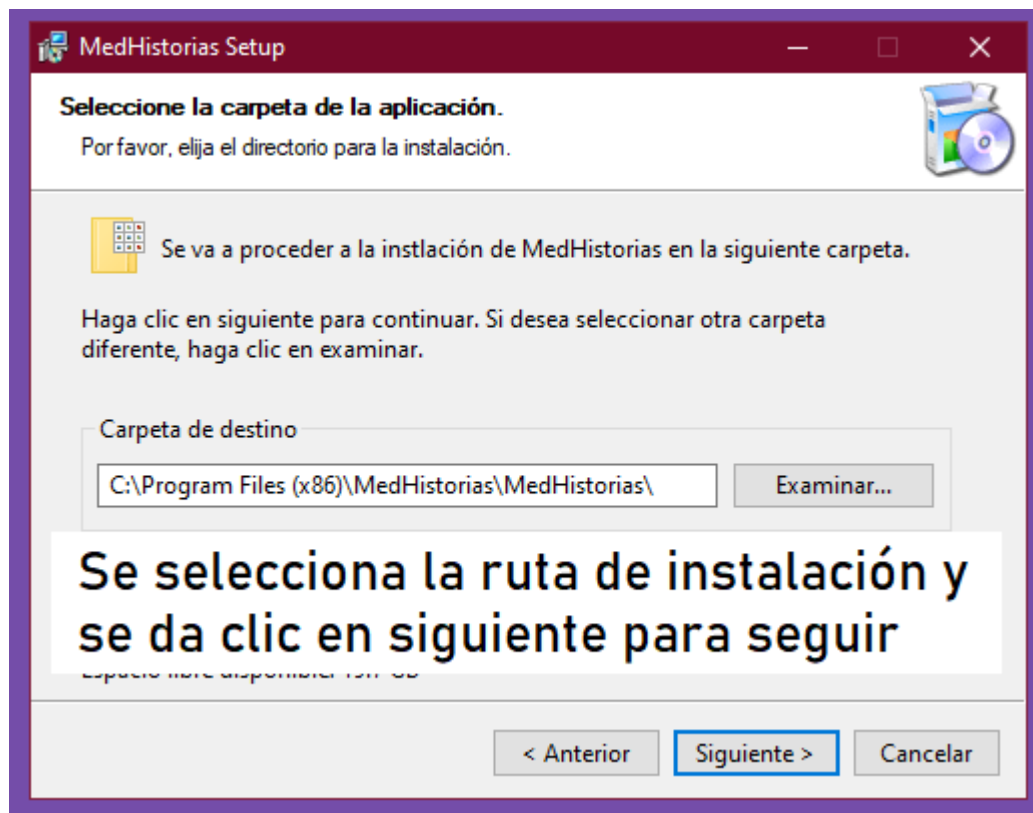 MedHistorias Setup
Seleccione la carpeta de la aplicación.
Por favor, elija el directorio para la instalación.
Se va a proceder a la instlación de MedHistorias en la siguiente carpeta.
Haga clic en siguiente para continuar. Si desea seleccionar otra carpeta
diferente, haga clic en examinar.
Carpeta de destino
C:\Program Files (x86)\MedHistorias\MedHistorias\
Examinar...
Se selecciona la ruta de instalación y
se da clic en siguiente para seguir
Espacio libre disponible:
< Anterior
Siguiente >
Cancelar